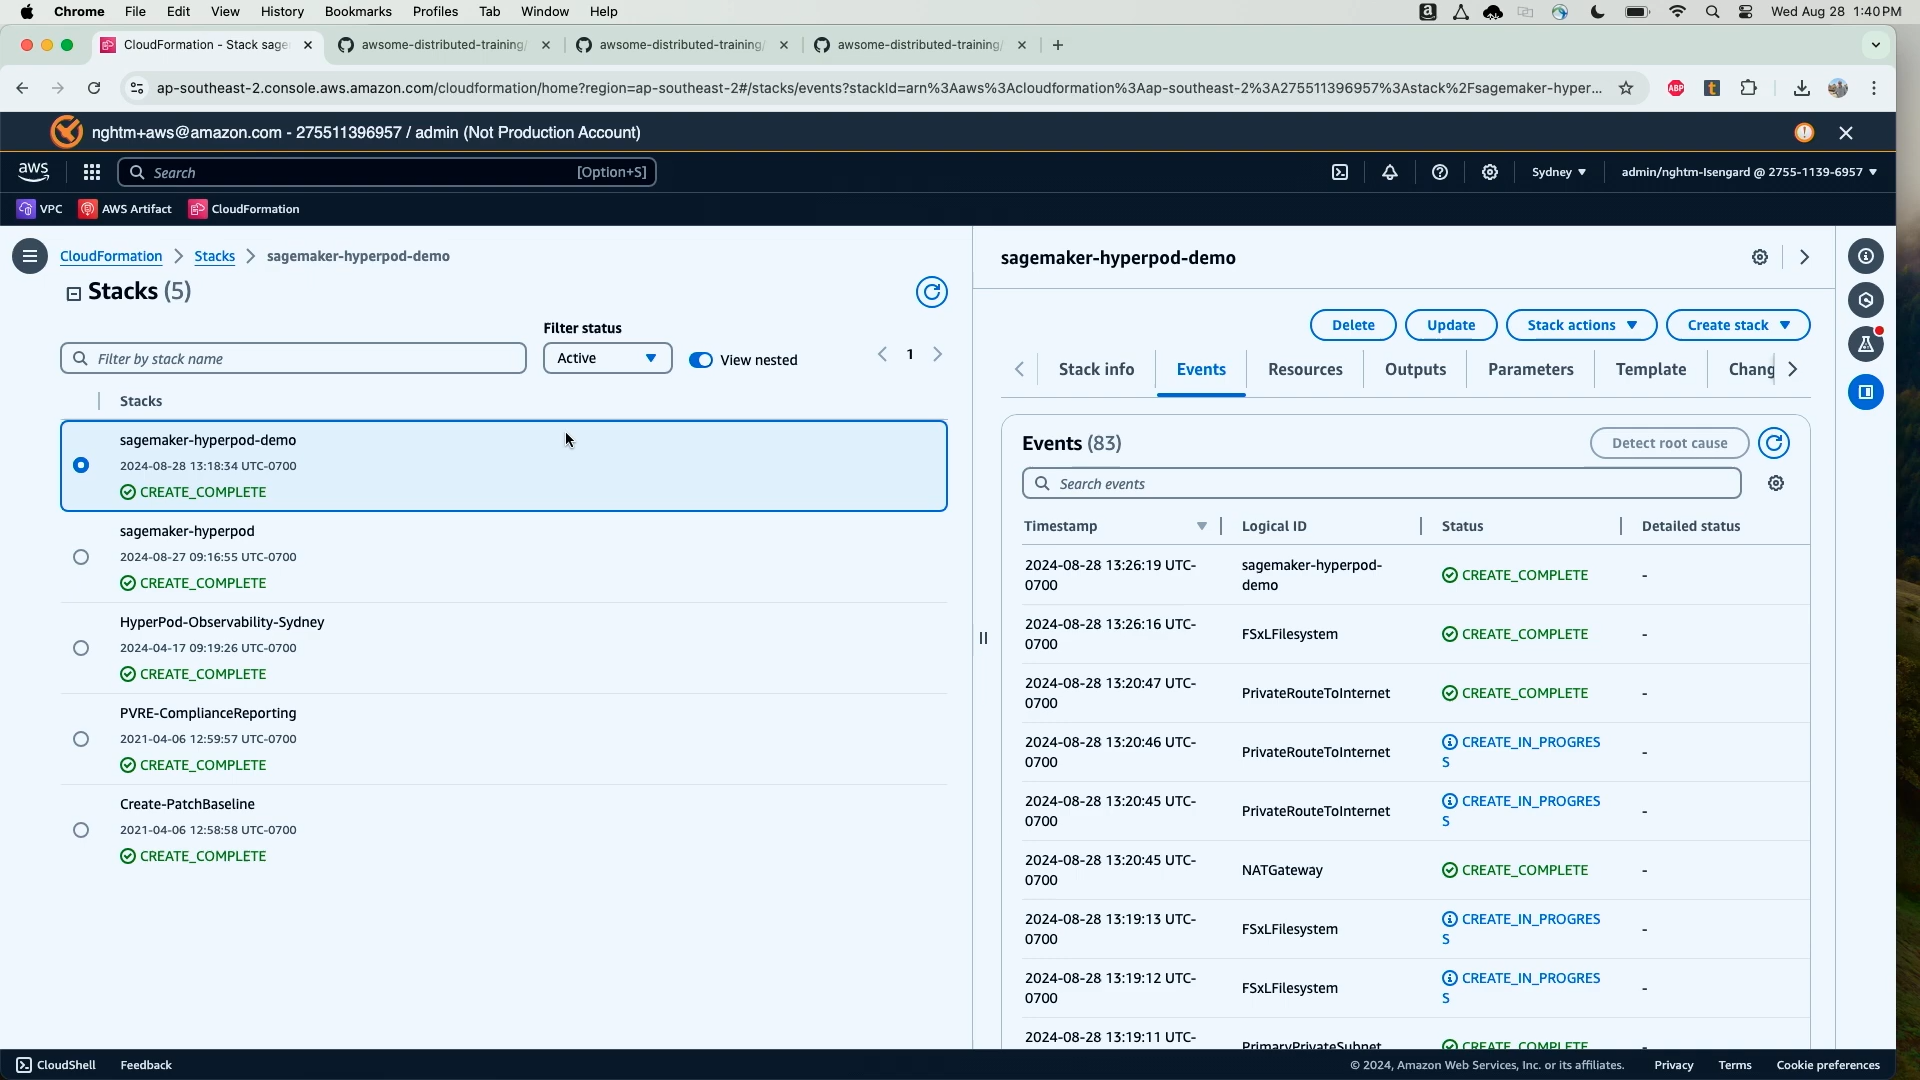 Chrome File Edit View History Bookmarks Profiles Tab Window Help
Wed Aug 28 1:40 PM
CloudFormation - Stack sage
awsome-distributed-training/
awsome-distributed-training/
awsome-distributed-training/
ap-southeast-2.console.aws.amazon.com/cloudformation/home?region=ap-southeast-2#/stacks/events?stackId=arn%3Aaws%3Acloudformation%3Aap-southeast-2%3A275511396957%3Astack%2Fsagemaker-hyper...
ABP
nghtm+aws@amazon.com - 275511396957 / admin (Not Production Account)
aws
Search [Option+S]
Sydney
admin/nghtm-Isengard @ 2755-1139-6957
VPC AWS Artifact CloudFormation
CloudFormation Stacks sagemaker-hyperpod-demo
Stacks (5)
Filter status
Filter by stack name
Active
View nested
1
Stacks
sagemaker-hyperpod-demo
2024-08-28 13:18:34 UTC-0700
CREATE_COMPLETE
sagemaker-hyperpod
2024-08-27 09:16:55 UTC-0700
CREATE_COMPLETE
HyperPod-Observability-Sydney
2024-04-17 09:19:26 UTC-0700
CREATE_COMPLETE
PVRE-ComplianceReporting
2021-04-06 12:59:57 UTC-0700
CREATE_COMPLETE
Create-PatchBaseline
2021-04-06 12:58:58 UTC-0700
CREATE_COMPLETE
sagemaker-hyperpod-demo
Delete Update Stack actions Create stack
Stack info Events Resources Outputs Parameters Template Chang
Events (83)
Detect root cause
Search events
Timestamp Logical ID Status Detailed status
2024-08-28 13:26:19 UTC- sagemaker-hyperpod- CREATE_COMPLETE -
0700 demo
2024-08-28 13:26:16 UTC- FSxLFilesystem CREATE_COMPLETE -
0700
2024-08-28 13:20:47 UTC- PrivateRouteToInternet CREATE_COMPLETE -
0700
2024-08-28 13:20:46 UTC- PrivateRouteToInternet CREATE_IN_PROGRES -
0700 S
2024-08-28 13:20:45 UTC- PrivateRouteToInternet CREATE_IN_PROGRES -
0700 S
2024-08-28 13:20:45 UTC- NATGateway CREATE_COMPLETE -
0700
2024-08-28 13:19:13 UTC- FSxLFilesystem CREATE_IN_PROGRES -
0700 S
2024-08-28 13:19:12 UTC- FSxLFilesystem CREATE_IN_PROGRES -
0700 S
2024-08-28 13:19:11 UTC- PrimaryPrivateSubnet CREATE_COMPLETE -
CloudShell Feedback
© 2024, Amazon Web Services, Inc. or its affiliates. Privacy Terms Cookie preferences